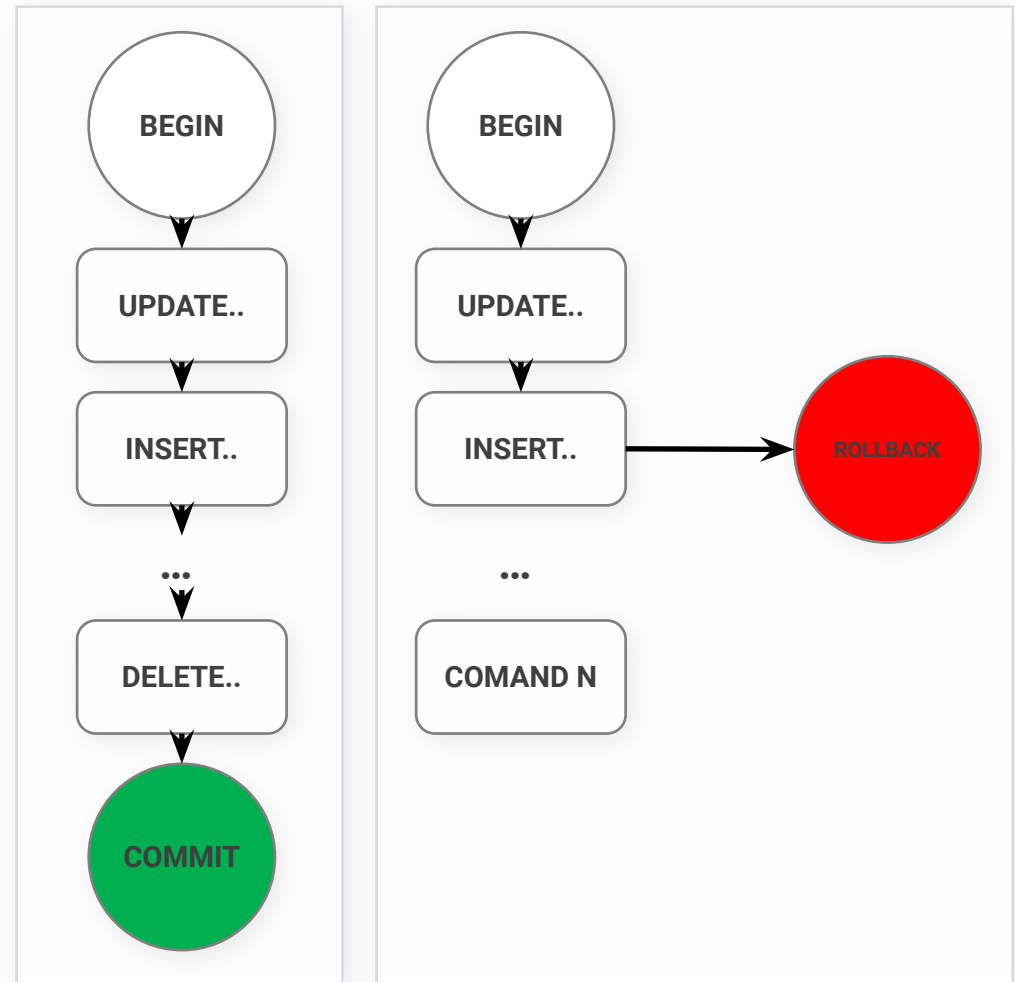 BEGIN
UPDATE..
INSERT..
...
DELETE..
COMMIT
BEGIN
UPDATE..
INSERT..
ROLLBACK
...
COMAND N